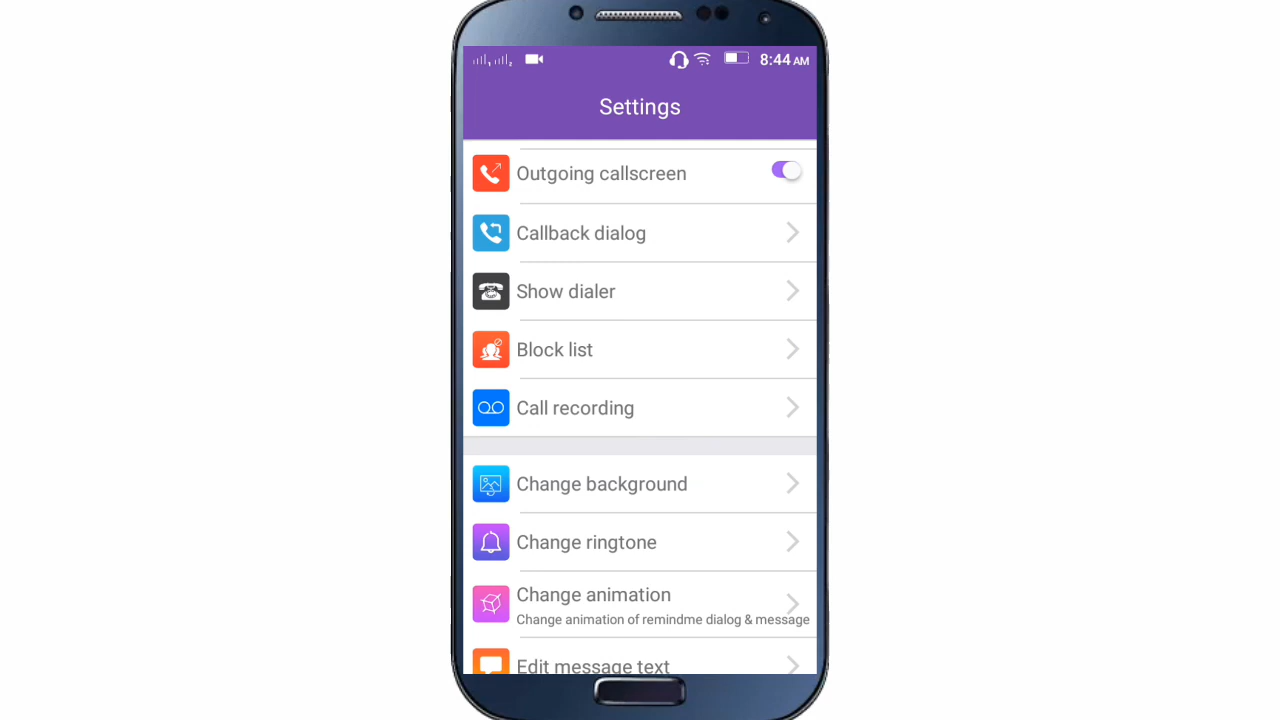 8:44 AM
Settings
Outgoing callscreen
Callback dialog
Show dialer
Block list
Call recording
Change background
Change ringtone
Change animation
Change animation of remindme dialog & message
Edit message text